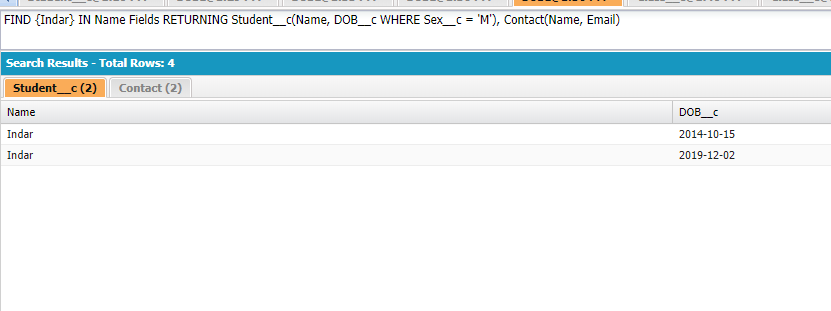 FIND {Indar} IN Name Fields RETURNING Student__c(Name, DOB__c WHERE Sex__c = 'M'), Contact(Name, Email)
Search Results - Total Rows: 4
Student__c (2) Contact (2)
Name DOB__c
Indar 2014-10-15
Indar 2019-12-02